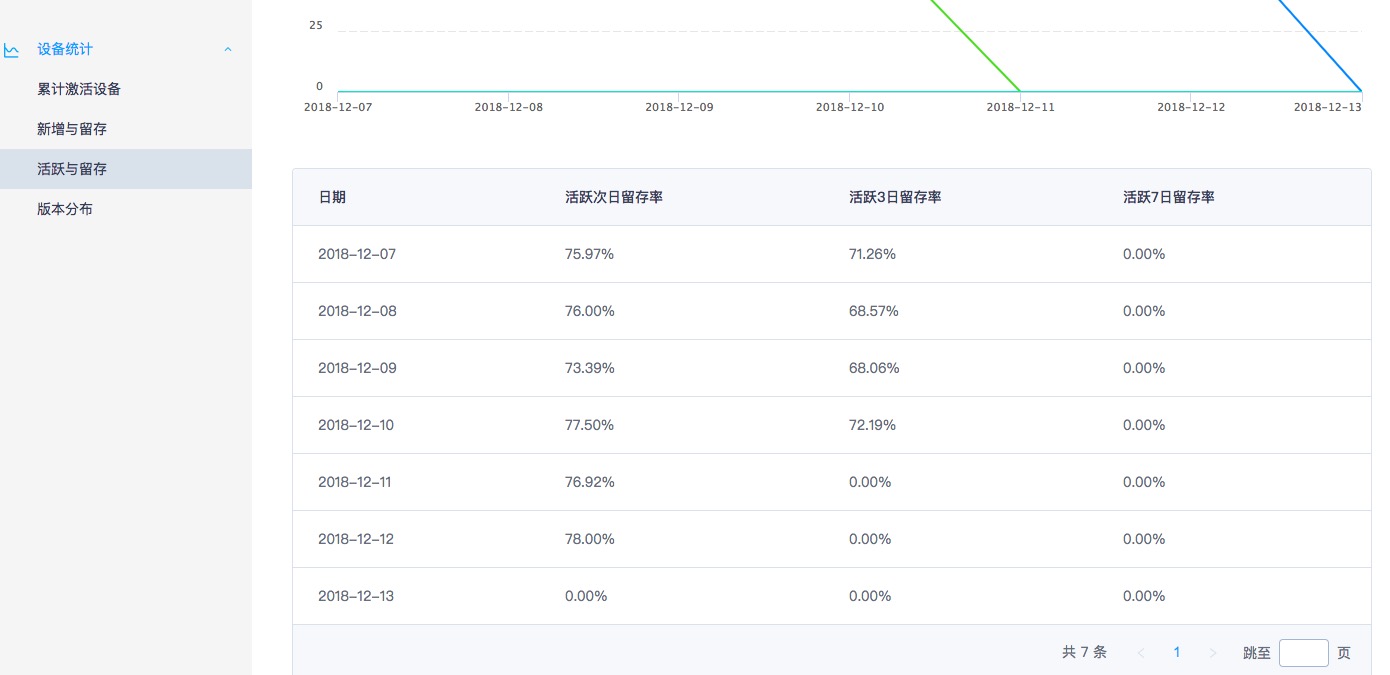 设备统计
累计激活设备
新增与留存
活跃与留存
版本分布
25
0
2018-12-07 2018-12-08 2018-12-09 2018-12-10 2018-12-11 2018-12-12 2018-12-13
日期 活跃次日留存率 活跃3日留存率 活跃7日留存率
2018-12-07 75.97% 71.26% 0.00%
2018-12-08 76.00% 68.57% 0.00%
2018-12-09 73.39% 68.06% 0.00%
2018-12-10 77.50% 72.19% 0.00%
2018-12-11 76.92% 0.00% 0.00%
2018-12-12 78.00% 0.00% 0.00%
2018-12-13 0.00% 0.00% 0.00%
共 7 条 < 1 > 跳至 页